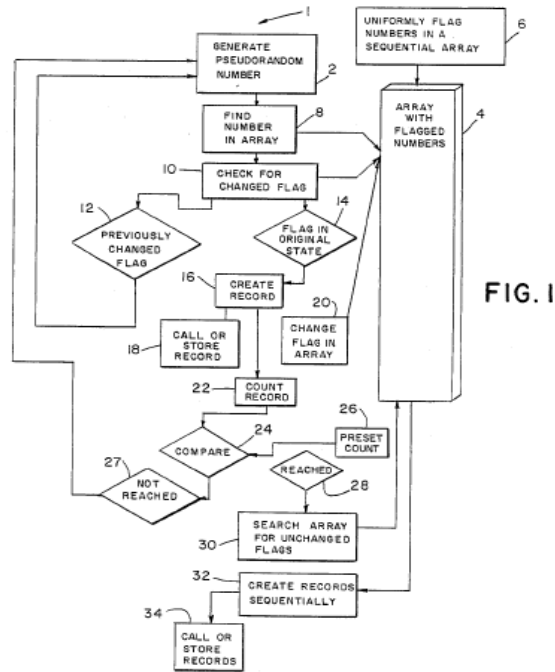 1
GENERATE
PSEUDORANDOM
NUMBER
2
UNIFORMLY FLAG
NUMBERS IN A
SEQUENTIAL ARRAY
6
FIND
NUMBER
IN ARRAY
8
ARRAY
WITH
FLAGGED
NUMBERS
4
10
CHECK FOR
CHANGED FLAG
12
PREVIOUSLY
CHANGED
FLAG
14
FLAG IN
ORIGINAL
STATE
16
CREATE
RECORD
18
CALL OR
STORE
RECORD
20
CHANGE
FLAG IN
ARRAY
FIG. 1
22
COUNT
RECORD
24
COMPARE
26
PRESET
COUNT
27
NOT
REACHED
REACHED
28
30
SEARCH ARRAY
FOR UNCHANGED
FLAGS
32
CREATE RECORDS
SEQUENTIALLY
34
CALL OR
STORE
RECORDS